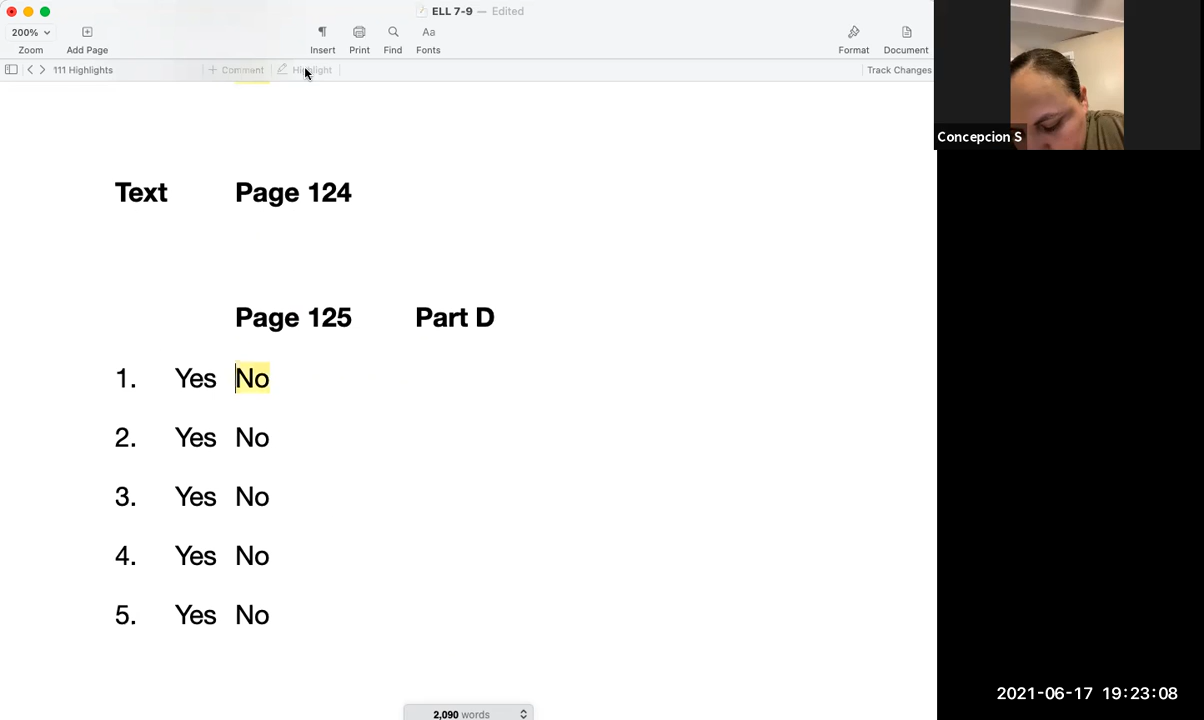 ELL 7-9 — Edited
200%
Zoom
Add Page
Insert
Print
Find
Aa
Fonts
Format
Document
111 Highlights
+ Comment
Highlight
Track Changes
Concepcion S
Text Page 124
Page 125 Part D
1. Yes No
2. Yes No
3. Yes No
4. Yes No
5. Yes No
2,090 words
2021-06-17 19:23:08